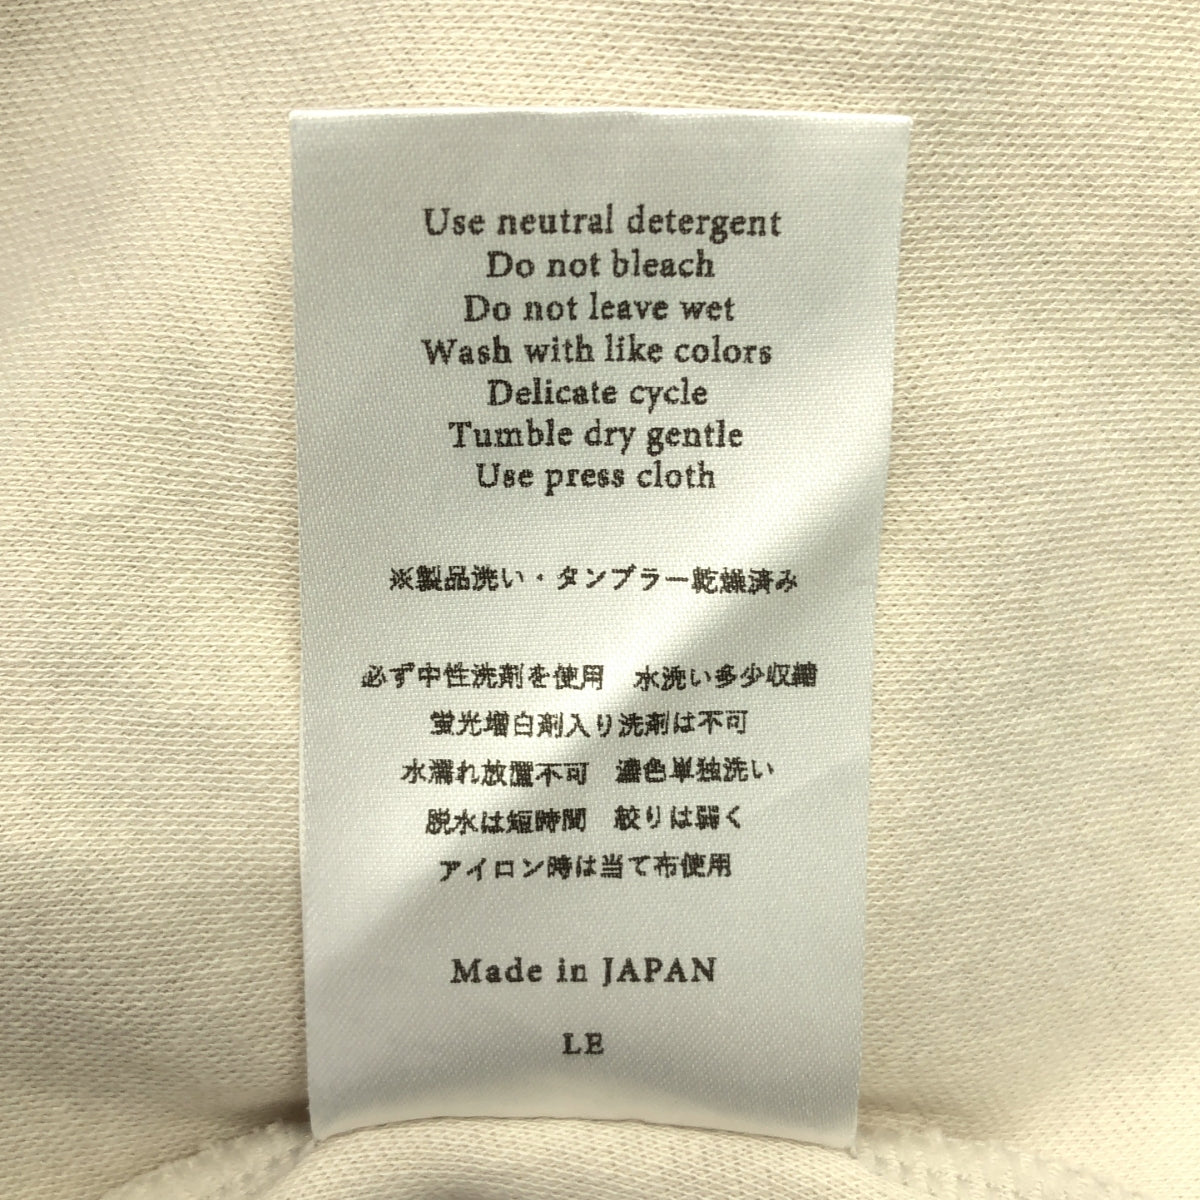 Use neutral detergent
Do not bleach
Do not leave wet
Wash with like colors
Delicate cycle
Tumble dry gentle
Use press cloth
※製品洗い・タンブラー乾燥済み
必ず中性洗剤を使用　水洗い多少収縮
蛍光増白剤入り洗剤は不可
水濡れ放置不可　濃色単独洗い
脱水は短時間　絞りは弱く
アイロン時は当て布使用
Made in JAPAN
LE